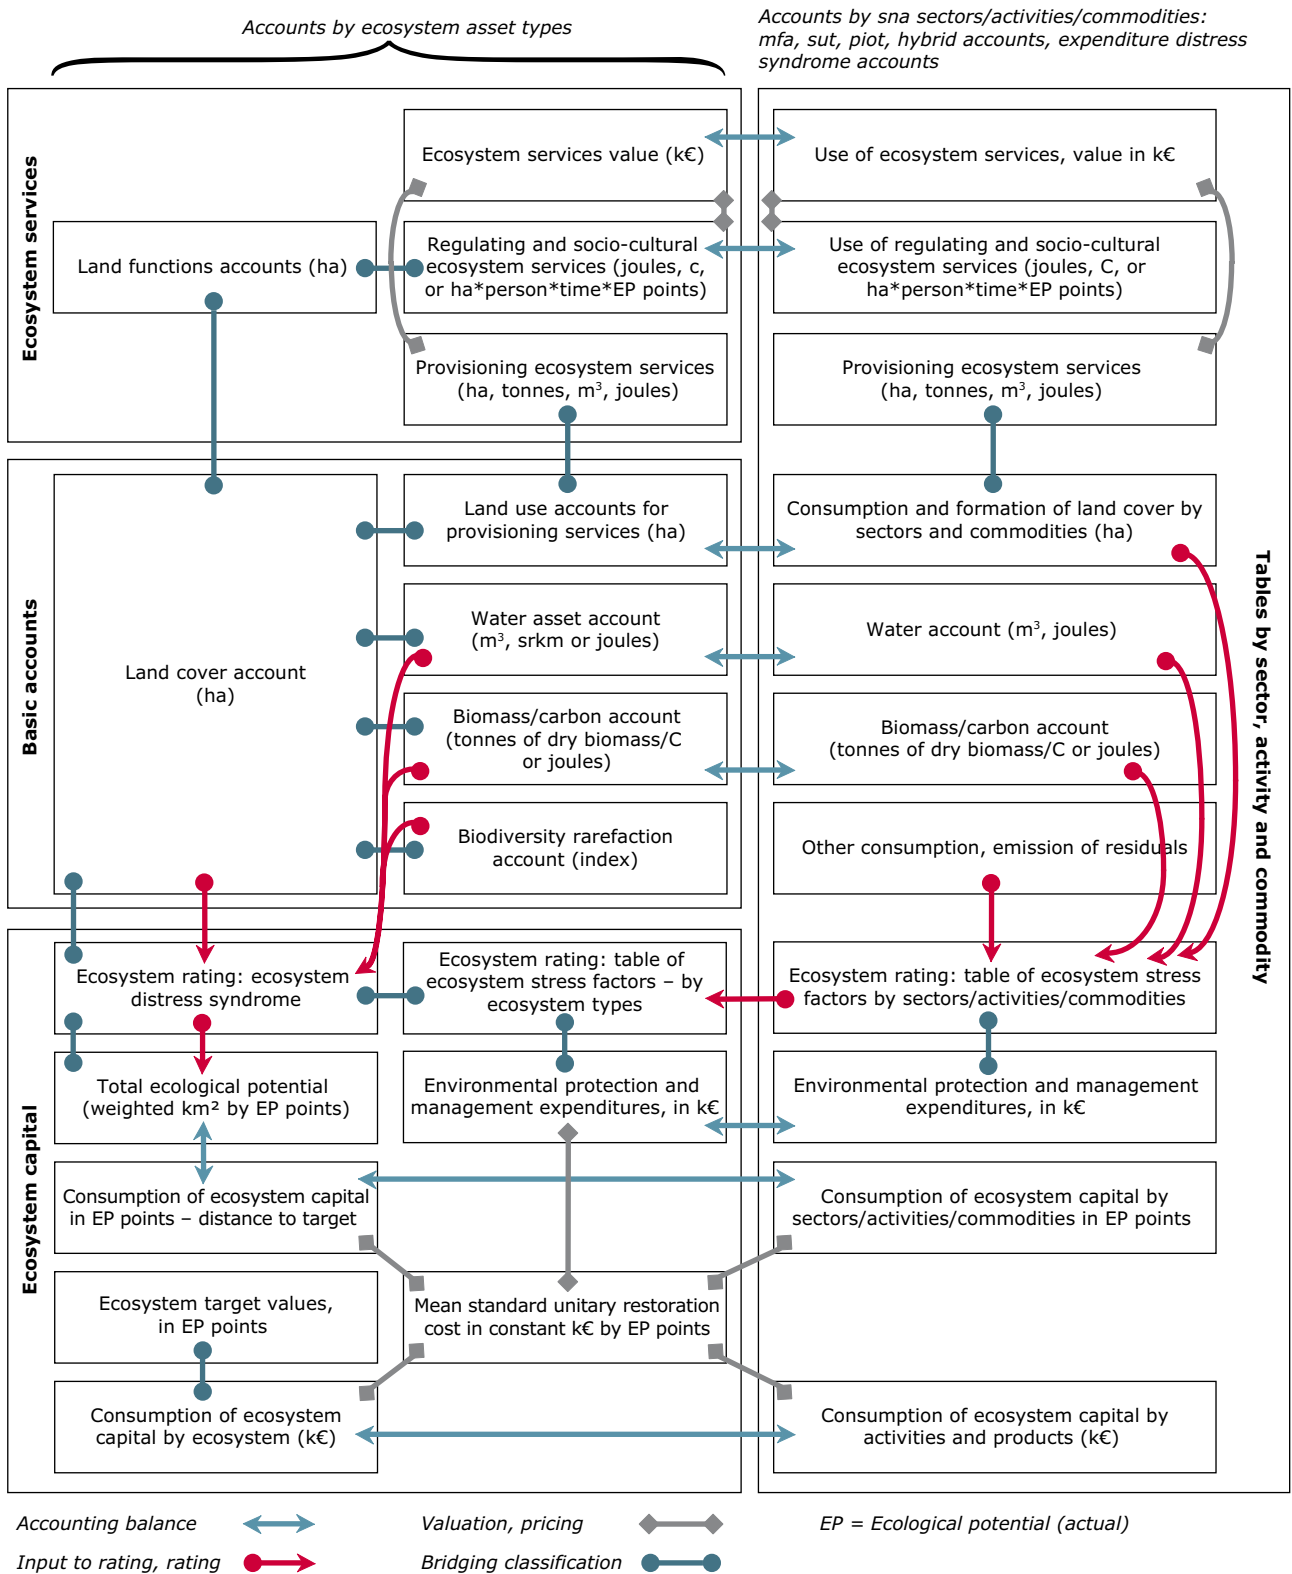 Accounts by ecosystem asset types
Accounts by sna sectors/activities/commodities:
mfa, sut, piot, hybrid accounts, expenditure distress
syndrome accounts
Ecosystem services
Ecosystem services value (k€)
Use of ecosystem services, value in k€
Land functions accounts (ha)
Regulating and socio-cultural
ecosystem services (joules, c,
or ha*person*time*EP points)
Use of regulating and socio-cultural
ecosystem services (joules, C, or
ha*person*time*EP points)
Provisioning ecosystem services
(ha, tonnes, m³, joules)
Provisioning ecosystem services
(ha, tonnes, m³, joules)
Basic accounts
Land cover account
(ha)
Land use accounts for
provisioning services (ha)
Consumption and formation of land cover by
sectors and commodities (ha)
Water asset account
(m³, srkm or joules)
Water account (m³, joules)
Biomass/carbon account
(tonnes of dry biomass/C
or joules)
Biomass/carbon account
(tonnes of dry biomass/C or joules)
Biodiversity rarefaction
account (index)
Other consumption, emission of residuals
Tables by sector, activity and commodity
Ecosystem capital
Ecosystem rating: ecosystem
distress syndrome
Ecosystem rating: table of
ecosystem stress factors – by
ecosystem types
Ecosystem rating: table of ecosystem stress
factors by sectors/activities/commodities
Total ecological potential
(weighted km² by EP points)
Environmental protection and
management expenditures, in k€
Environmental protection and management
expenditures, in k€
Consumption of ecosystem capital
in EP points – distance to target
Consumption of ecosystem capital by
sectors/activities/commodities in EP points
Ecosystem target values,
in EP points
Mean standard unitary restoration
cost in constant k€ by EP points
Consumption of ecosystem
capital by ecosystem (k€)
Consumption of ecosystem capital by
activities and products (k€)
Accounting balance
Valuation, pricing
EP = Ecological potential (actual)
Input to rating, rating
Bridging classification